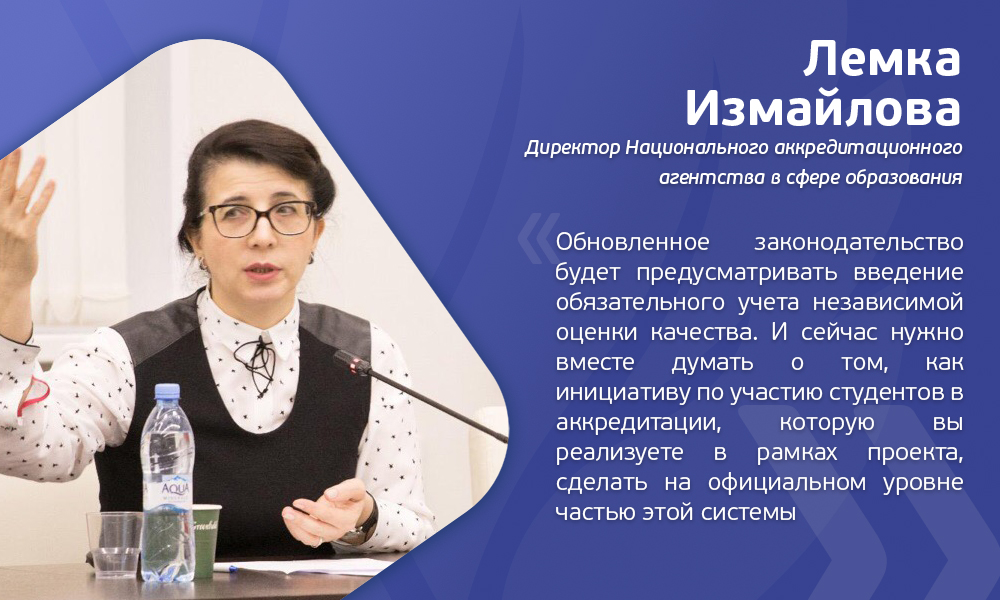 Лемка
Измайлова
Директор Национального аккредитационного
агентства в сфере образования
«
Обновленное законодательство
будет предусматривать введение
обязательного учета независимой
оценки качества. И сейчас нужно
вместе думать о том, как
инициативу по участию студентов в
аккредитации, которую вы
реализуете в рамках проекта,
сделать на официальном уровне
частью этой системы
AQUA